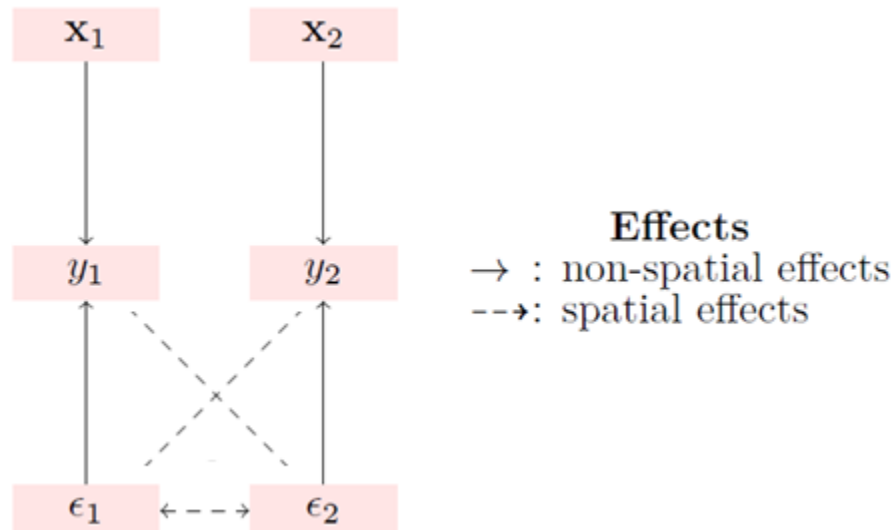 x₁ x₂
y₁ y₂
Effects
→ : non-spatial effects
--→: spatial effects
ϵ₁ ϵ₂